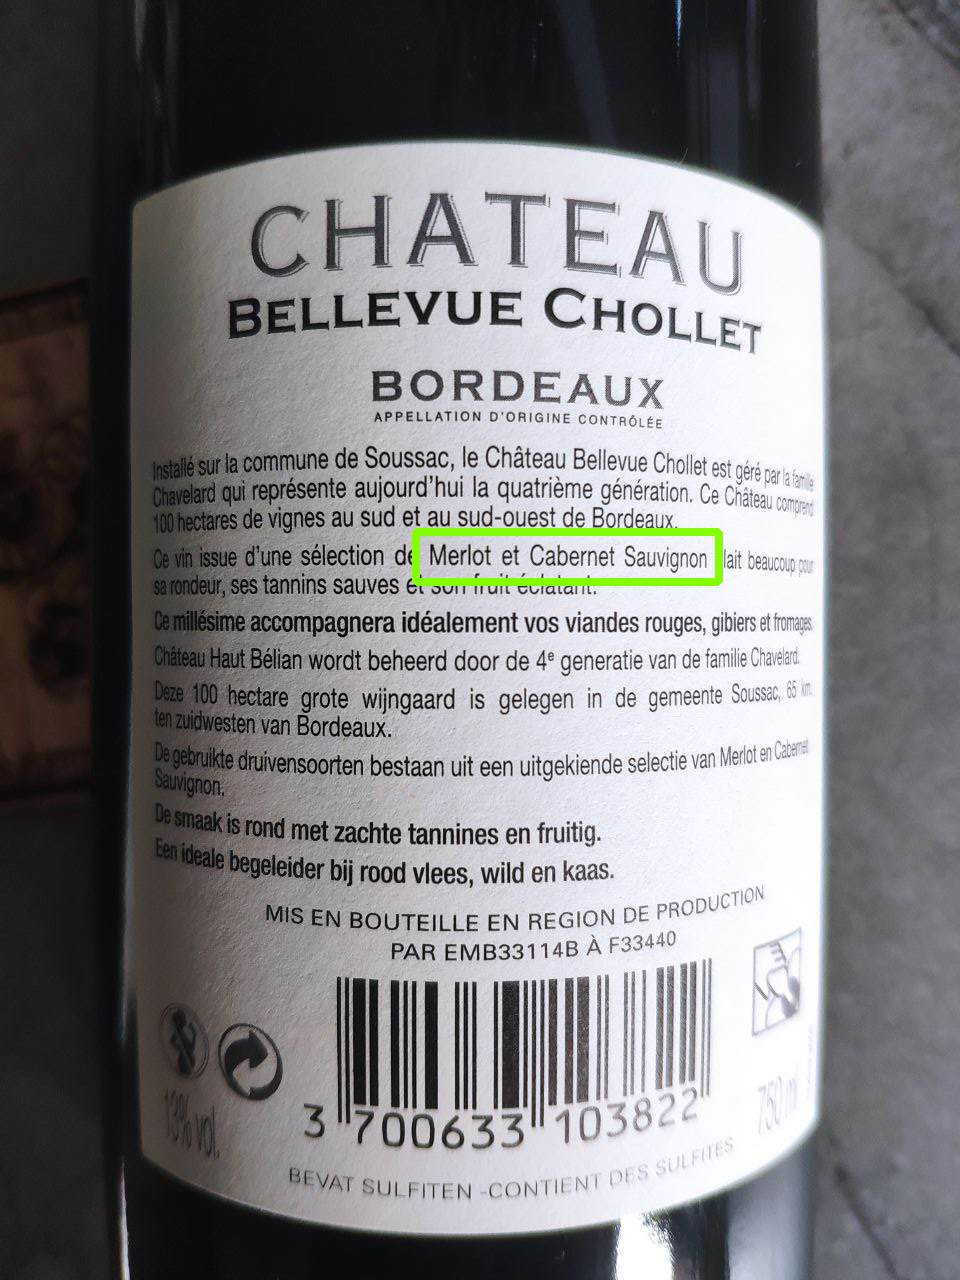 CHATEAU
BELLEVUE CHOLLET
BORDEAUX
APPELLATION D'ORIGINE CONTRÔLÉE
Installé sur la commune de Soussac, le Château Bellevue Chollet est géré par la famille
Chavelard qui représente aujourd'hui la quatrième génération. Ce Château comprend
100 hectares de vignes au sud et au sud-ouest de Bordeaux.
Ce vin issue d'une sélection de Merlot et Cabernet Sauvignon beaucoup pour
sa rondeur, ses tannins sauves et son fruit éclatant.
Ce millésime accompagnera idéalement vos viandes rouges, gibiers et fromages.
Château Haut Bélian wordt beheerd door de 4e generatie van de familie Chavelard.
Deze 100 hectare grote wijngaard is gelegen in de gemeente Soussac, 65 km.
ten zuidwesten van Bordeaux.
De gebruikte druivensoorten bestaan uit een uitgekiende selectie van Merlot en Cabernet
Sauvignon.
De smaak is rond met zachte tannines en fruitig.
Een ideale begeleider bij rood vlees, wild en kaas.
MIS EN BOUTEILLE EN REGION DE PRODUCTION
PAR EMB33114B À F33440
3 700633 103822
13% vol.
750 ml
BEVAT SULFITEN -CONTIENT DES SULFITES